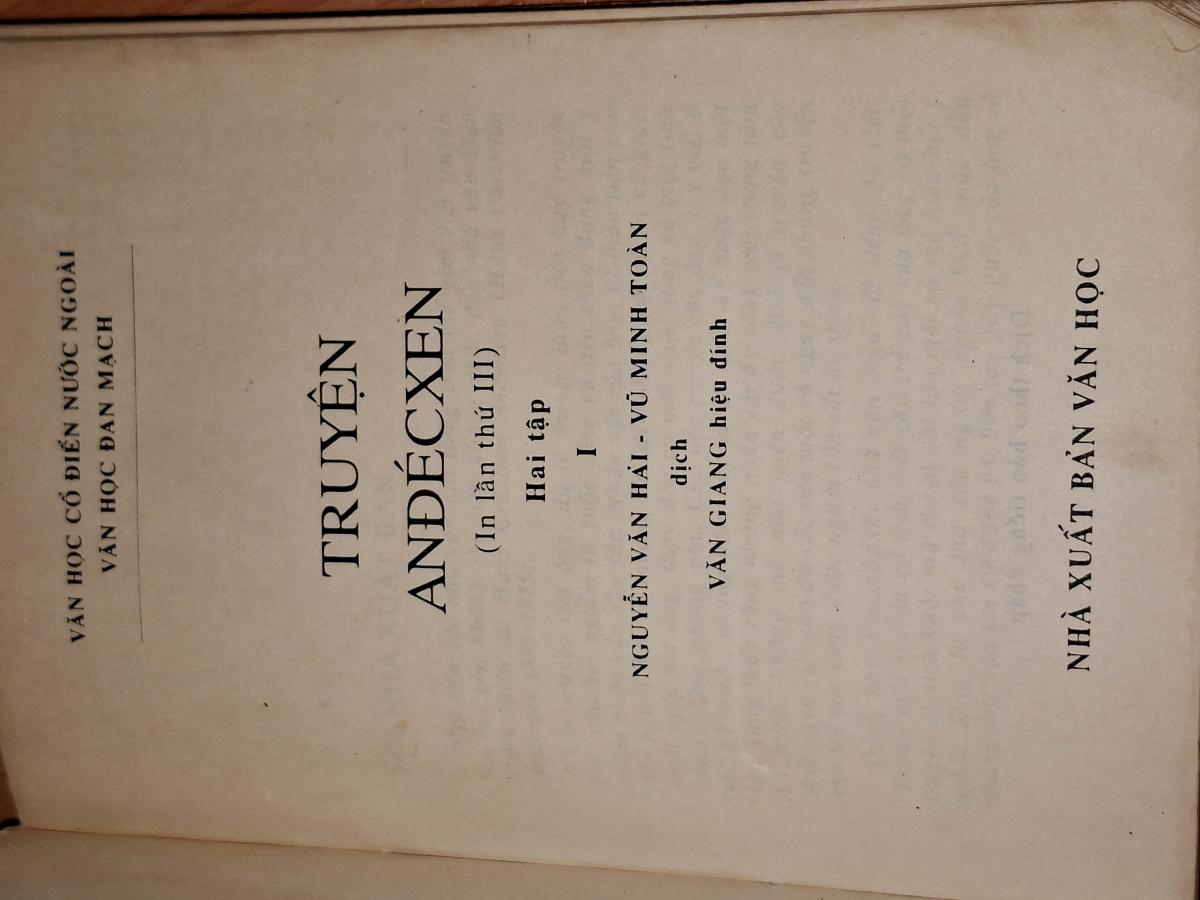 VĂN HỌC CỔ ĐIỂN NƯỚC NGOÀI
VĂN HỌC ĐAN MẠCH
TRUYỆN
ANĐÉCXEN
(In lần thứ III)
Hai tập
I
NGUYỄN VĂN HẢI - VŨ MINH TOÀN
dịch
VĂN GIANG hiệu đính
NHÀ XUẤT BẢN VĂN HỌC